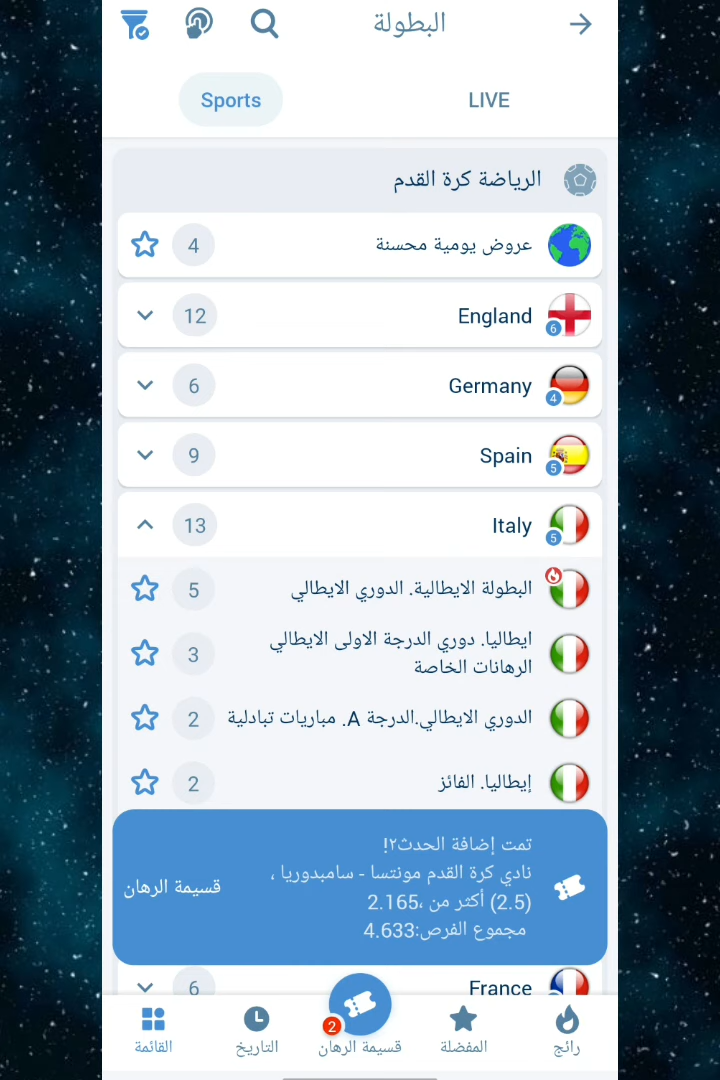 البطولة
Sports
LIVE
الرياضة كرة القدم
عروض يومية محسنة
4
England
12
6
Germany
6
4
Spain
9
5
Italy
13
5
البطولة الايطالية. الدوري الايطالي
5
ايطاليا. دوري الدرجة الاولى الايطالي
الرهانات الخاصة
3
الدوري الايطالي.الدرجة A. مباريات تبادلية
2
إيطاليا. الفائز
2
تمت إضافة الحدث٢!
نادي كرة القدم مونتسا - سامبدوريا ،
(2.5) أكثر من ،2.165
مجموع الفرص:4.633
قسيمة الرهان
France
6
رائج
المفضلة
قسيمة الرهان
2
التاريخ
القائمة